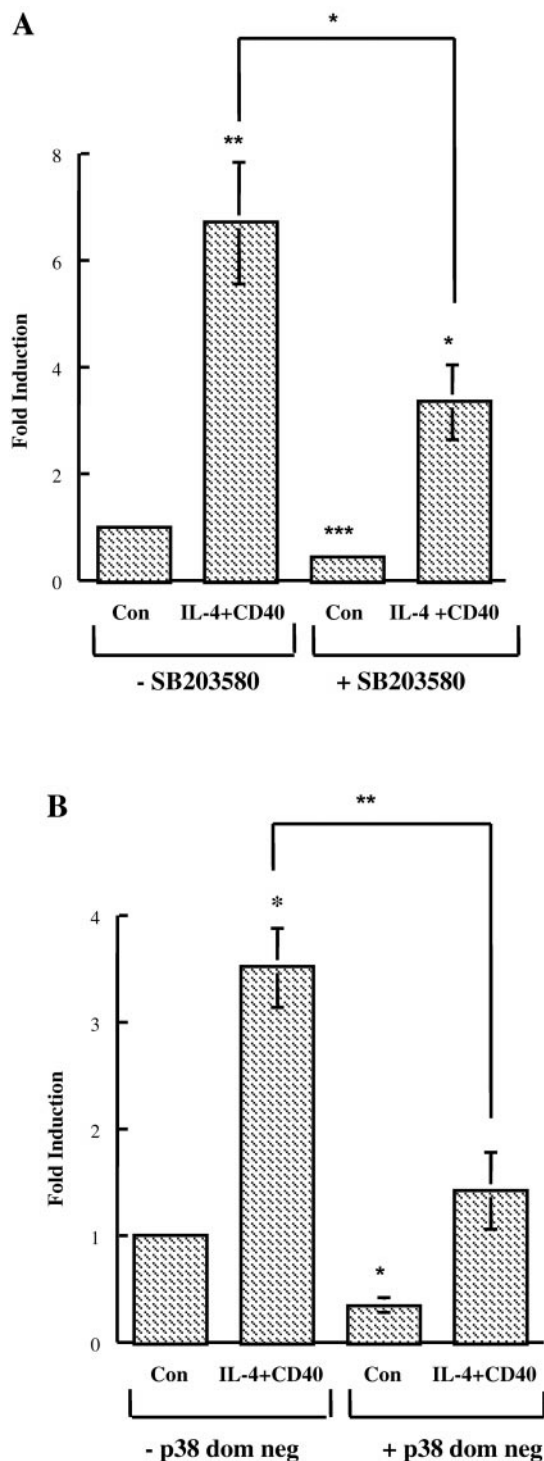 A
*
8
**
6
*
4
Fold Induction
2
***
0
Con IL-4+CD40 Con IL-4 +CD40
- SB203580 + SB203580
B
**
4
*
3
Fold Induction
2
1
*
0
Con IL-4+CD40 Con IL-4+CD40
- p38 dom neg + p38 dom neg